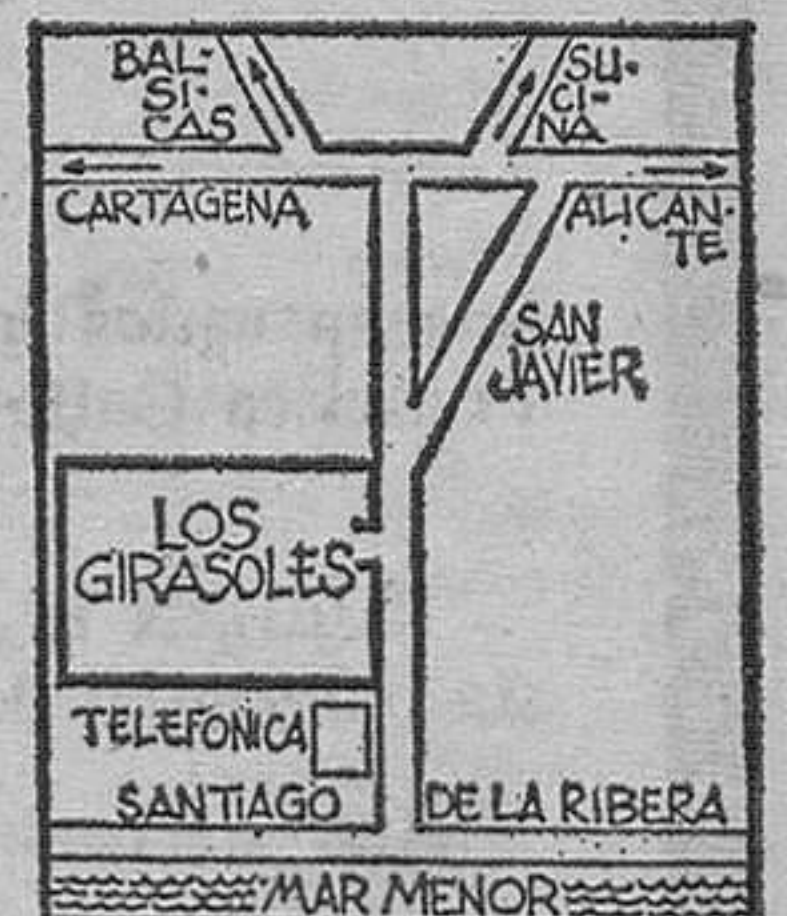 BAL-
SI-
CAS
SU-
CI-
NA
CARTAGENA
ALICAN-
TE
SAN
JAVIER
LOS
GIRASOLES
TELEFONICA
SANTIAGO DE LA RIBERA
MAR MENOR